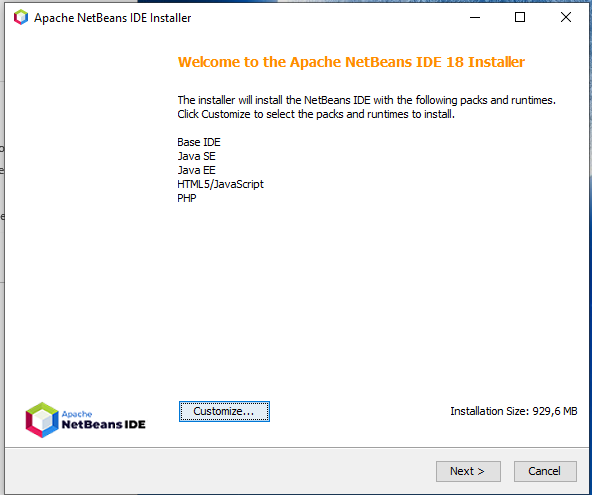 Apache NetBeans IDE Installer
Welcome to the Apache NetBeans IDE 18 Installer
The installer will install the NetBeans IDE with the following packs and runtimes.
Click Customize to select the packs and runtimes to install.
Base IDE
Java SE
Java EE
HTML5/JavaScript
PHP
Apache
NetBeans IDE
Customize...
Installation Size: 929,6 MB
Next >
Cancel